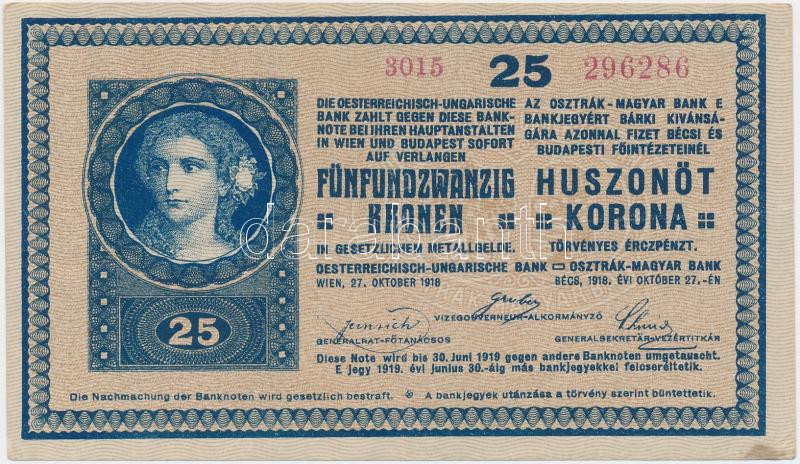 3015 25 296286
DIE OESTERREICHISCH-UNGARISCHE
BANK ZAHLT GEGEN DIESE BANK-
NOTE BEI IHREN HAUPTANSTALTEN
IN WIEN UND BUDAPEST SOFORT
AUF VERLANGEN
FÜNFUNDZWANZIG
KRONEN
IN GESETZLICHEM METALLGELDE.
AZ OSZTRÁK-MAGYAR BANK E
BANKJEGYÉRT BÁRKI KIVÁNSÁ-
GÁRA AZONNAL FIZET BÉCSI ÉS
BUDAPESTI FŐINTÉZETEINÉL
HUSZONÖT
KORONA
TÖRVÉNYES ÉRCZPÉNZT.
OESTERREICHISCH-UNGARISCHE BANK OSZTRÁK-MAGYAR BANK
WIEN, 27. OKTOBER 1918 BÉCS, 1918. ÉVI OKTÓBER 27.-ÉN
Gruber
VIZEGOUVERNEUR-ALKORMÁNYZÓ
GENERALRAT-FŐTANÁCSOS GENERALSEKRETÄR-VEZÉRTITKÁR
Diese Note wird bis 30. Juni 1919 gegen andere Banknoten umgetauscht.
E jegy 1919. évi junius 30.-áig más bankjegyekkel felcseréltetik.
25
Die Nachmachung der Banknoten wird gesetzlich bestraft. A bankjegyek utánzása a törvény szerint büntettetik.
darabanth